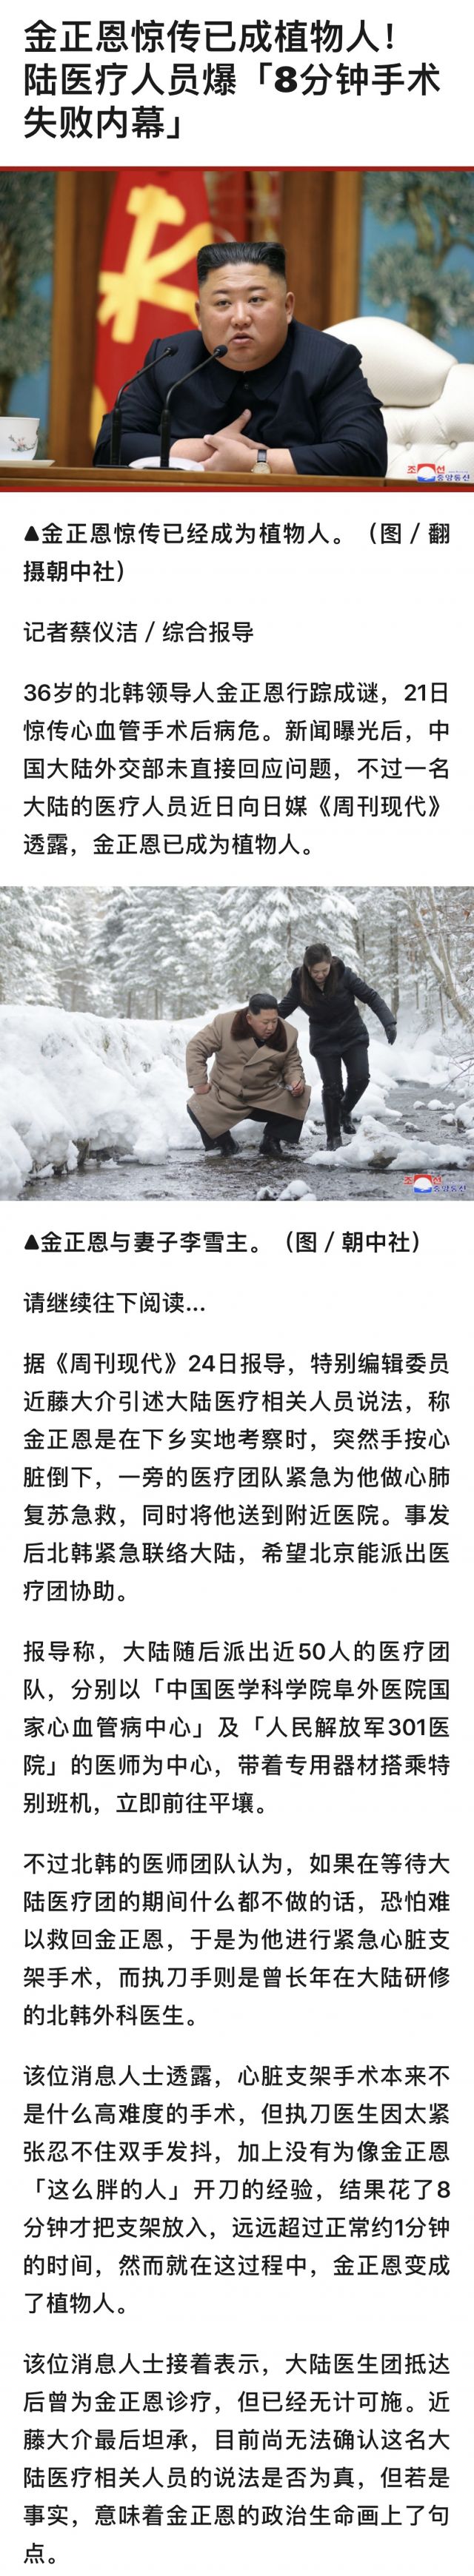 金正恩惊传已成植物人！
陆医疗人员爆「8分钟手术
失败内幕」
조선
중앙통신
▲金正恩惊传已经成为植物人。（图／翻
摄朝中社）
记者蔡仪洁／综合报导
36岁的北韩领导人金正恩行踪成谜，21日
惊传心血管手术后病危。新闻曝光后，中
国大陆外交部未直接回应问题，不过一名
大陆的医疗人员近日向日媒《周刊现代》
透露，金正恩已成为植物人。
조선
중앙통신
▲金正恩与妻子李雪主。（图／朝中社）
请继续往下阅读...
据《周刊现代》24日报导，特别编辑委员
近藤大介引述大陆医疗相关人员说法，称
金正恩是在下乡实地考察时，突然手按心
脏倒下，一旁的医疗团队紧急为他做心肺
复苏急救，同时将他送到附近医院。事发
后北韩紧急联络大陆，希望北京能派出医
疗团协助。
报导称，大陆随后派出近50人的医疗团
队，分别以「中国医学科学院阜外医院国
家心血管病中心」及「人民解放军301医
院」的医师为中心，带着专用器材搭乘特
别班机，立即前往平壤。
不过北韩的医师团队认为，如果在等待大
陆医疗团的期间什么都不做的话，恐怕难
以救回金正恩，于是为他进行紧急心脏支
架手术，而执刀手则是曾长年在大陆研修
的北韩外科医生。
该位消息人士透露，心脏支架手术本来不
是什么高难度的手术，但执刀医生因太紧
张忍不住双手发抖，加上没有为像金正恩
「这么胖的人」开刀的经验，结果花了8
分钟才把支架放入，远远超过正常约1分钟
的时间，然而就在这过程中，金正恩变成
了植物人。
该位消息人士接着表示，大陆医生团抵达
后曾为金正恩诊疗，但已经无计可施。近
藤大介最后坦承，目前尚无法确认这名大
陆医疗相关人员的说法是否为真，但若是
事实，意味着金正恩的政治生命画上了句
点。